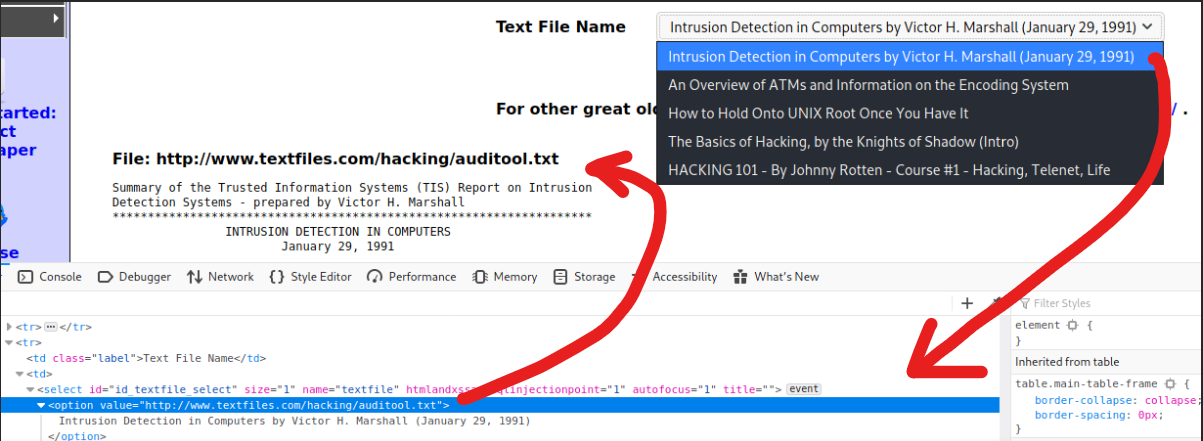 Text File Name
Intrusion Detection in Computers by Victor H. Marshall (January 29, 1991)
Intrusion Detection in Computers by Victor H. Marshall (January 29, 1991)
An Overview of ATMs and Information on the Encoding System
How to Hold Onto UNIX Root Once You Have It
The Basics of Hacking, by the Knights of Shadow (Intro)
HACKING 101 - By Johnny Rotten - Course #1 - Hacking, Telenet, Life
For other great old
/ .
arted:
ct
aper
se
File: http://www.textfiles.com/hacking/auditool.txt
Summary of the Trusted Information Systems (TIS) Report on Intrusion
Detection Systems - prepared by Victor H. Marshall
***********************************************************************
INTRUSION DETECTION IN COMPUTERS
January 29, 1991
Console Debugger Network {} Style Editor Performance Memory Storage Accessibility What's New
+ Filter Styles
<tr> ⋯ </tr>
<tr>
<td class="label">Text File Name</td>
<td>
<select id="id_textfile_select" size="1" name="textfile" htmlandxss qlinjectionpoint="1" autofocus="1" title=""> event
<option value="http://www.textfiles.com/hacking/auditool.txt">
Intrusion Detection in Computers by Victor H. Marshall (January 29, 1991)
</option>
element {
}
Inherited from table
table.main-table-frame {
border-collapse: collapse;
border-spacing: 0px;
}